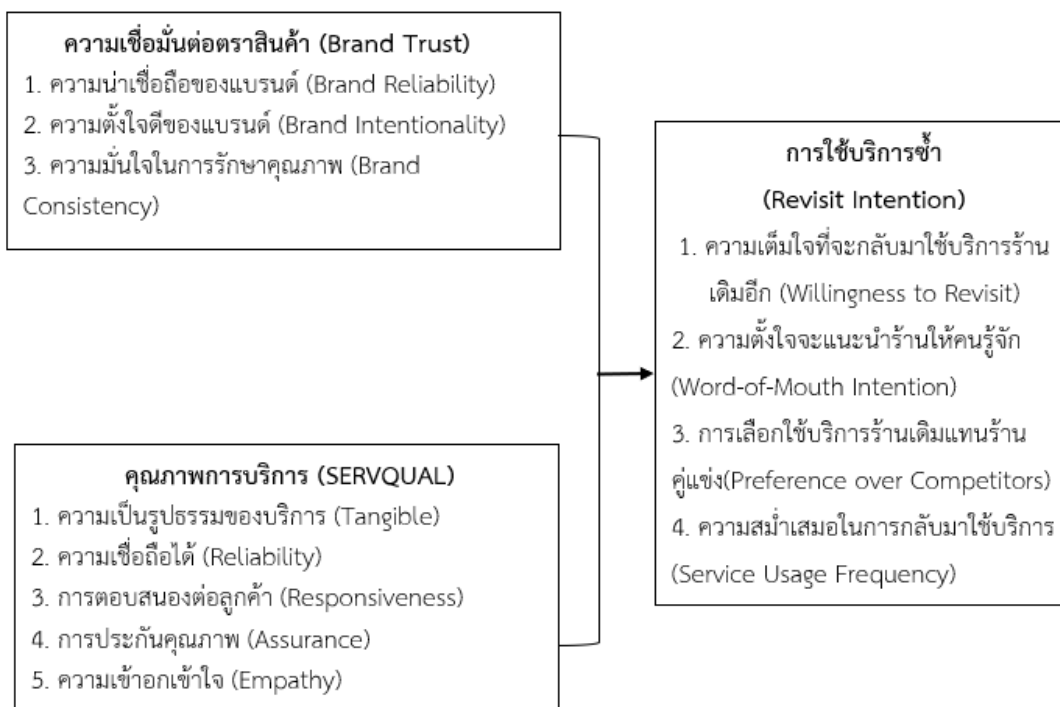 ความเชื่อมั่นต่อตราสินค้า (Brand Trust)
1. ความน่าเชื่อถือของแบรนด์ (Brand Reliability)
2. ความตั้งใจดีของแบรนด์ (Brand Intentionality)
3. ความมั่นใจในการรักษาคุณภาพ (Brand
Consistency)
คุณภาพการบริการ (SERVQUAL)
1. ความเป็นรูปธรรมของบริการ (Tangible)
2. ความเชื่อถือได้ (Reliability)
3. การตอบสนองต่อลูกค้า (Responsiveness)
4. การประกันคุณภาพ (Assurance)
5. ความเข้าอกเข้าใจ (Empathy)
การใช้บริการซ้ำ
(Revisit Intention)
1. ความเต็มใจที่จะกลับมาใช้บริการร้าน
เดิมอีก (Willingness to Revisit)
2. ความตั้งใจจะแนะนำร้านให้คนรู้จัก
(Word-of-Mouth Intention)
3. การเลือกใช้บริการร้านเดิมแทนร้าน
คู่แข่ง(Preference over Competitors)
4. ความสม่ำเสมอในการกลับมาใช้บริการ
(Service Usage Frequency)